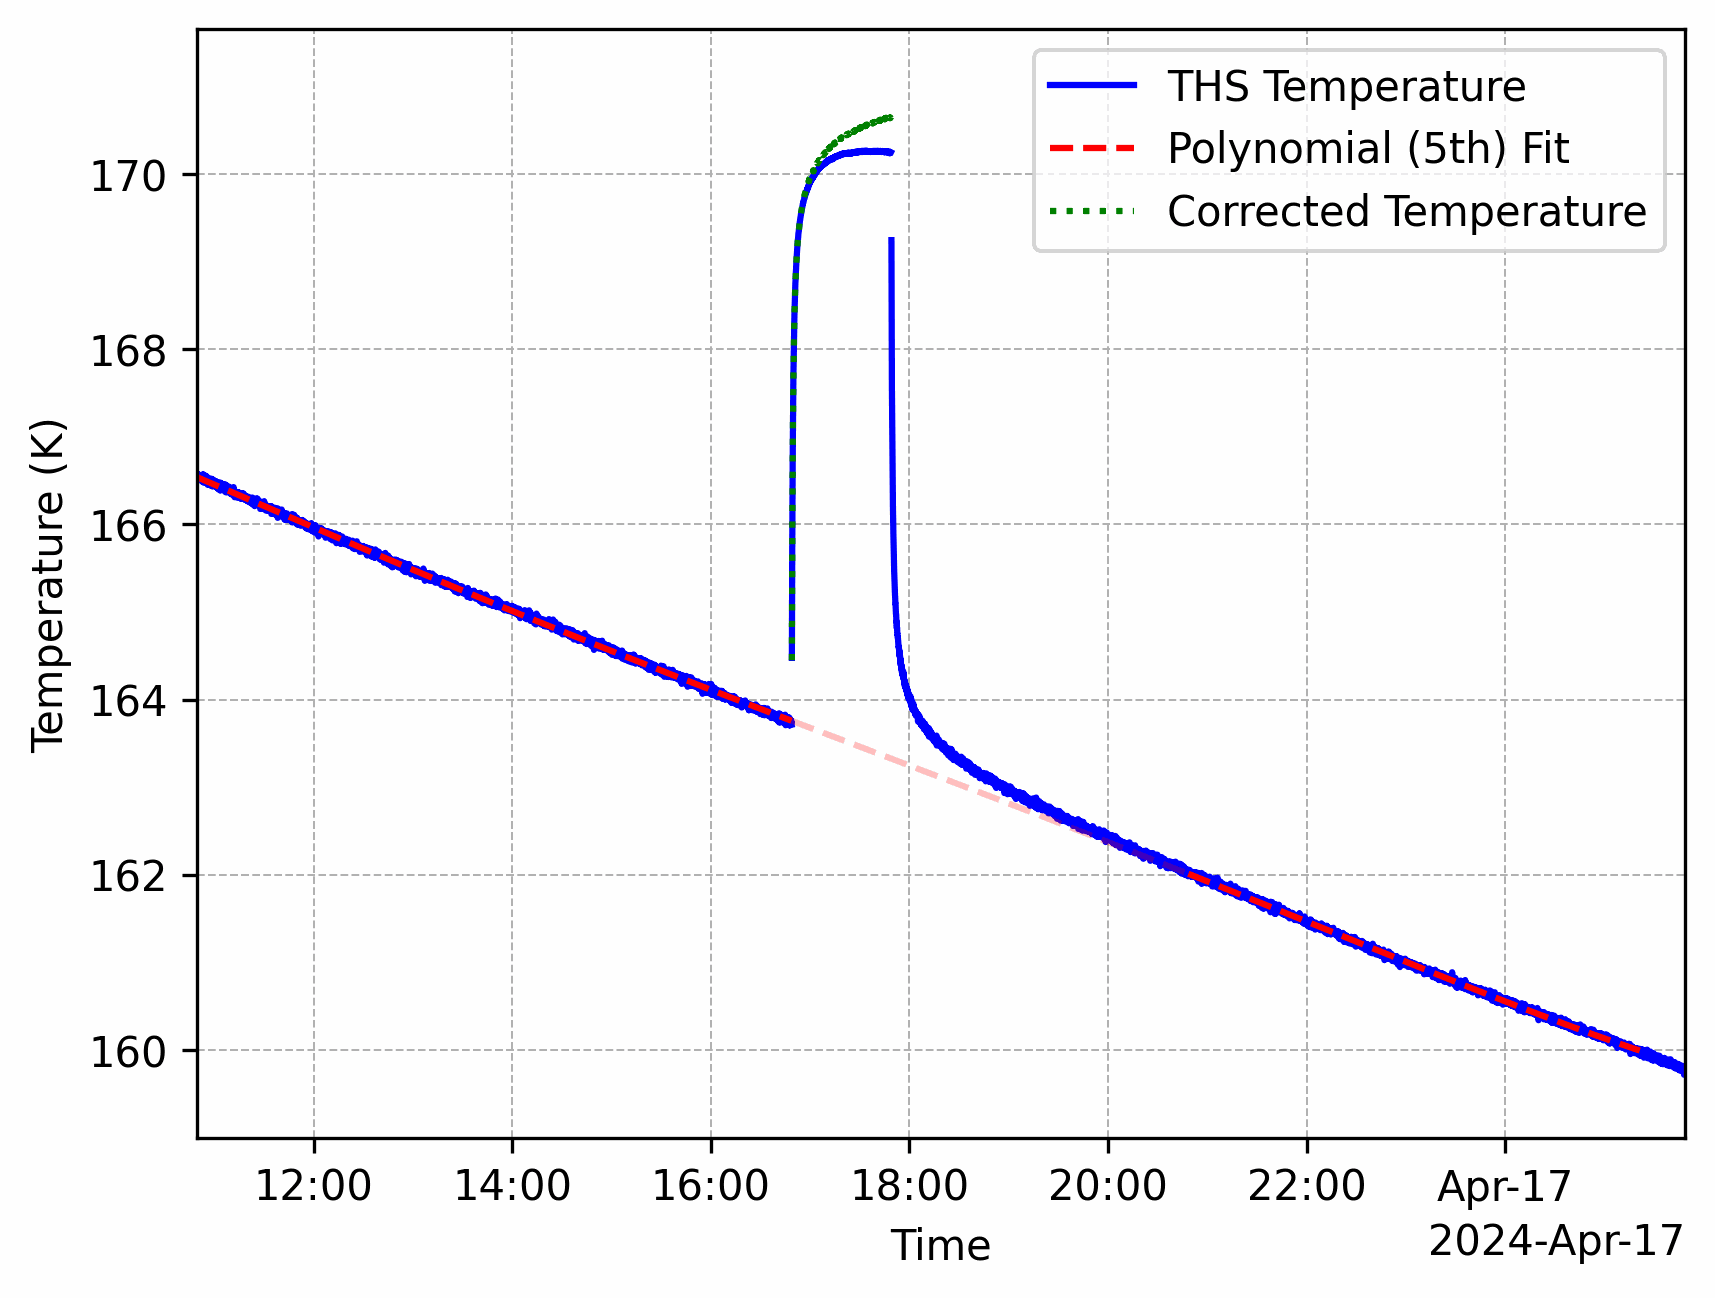 THS Temperature
Polynomial (5th) Fit
Corrected Temperature
170
168
166
164
162
160
Temperature (K)
12:00 14:00 16:00 18:00 20:00 22:00 Apr-17
2024-Apr-17
Time